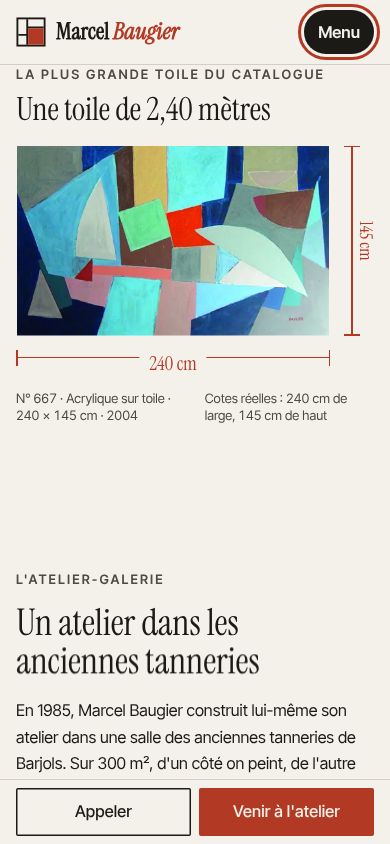 Marcel Baugier
Menu
LA PLUS GRANDE TOILE DU CATALOGUE
Une toile de 2,40 mètres
145 cm
240 cm
N° 667 · Acrylique sur toile ·
240 × 145 cm · 2004
Cotes réelles : 240 cm de
large, 145 cm de haut
L'ATELIER-GALERIE
Un atelier dans les
anciennes tanneries
En 1985, Marcel Baugier construit lui-même son
atelier dans une salle des anciennes tanneries de
Barjols. Sur 300 m², d'un côté on peint, de l'autre
Appeler
Venir à l'atelier